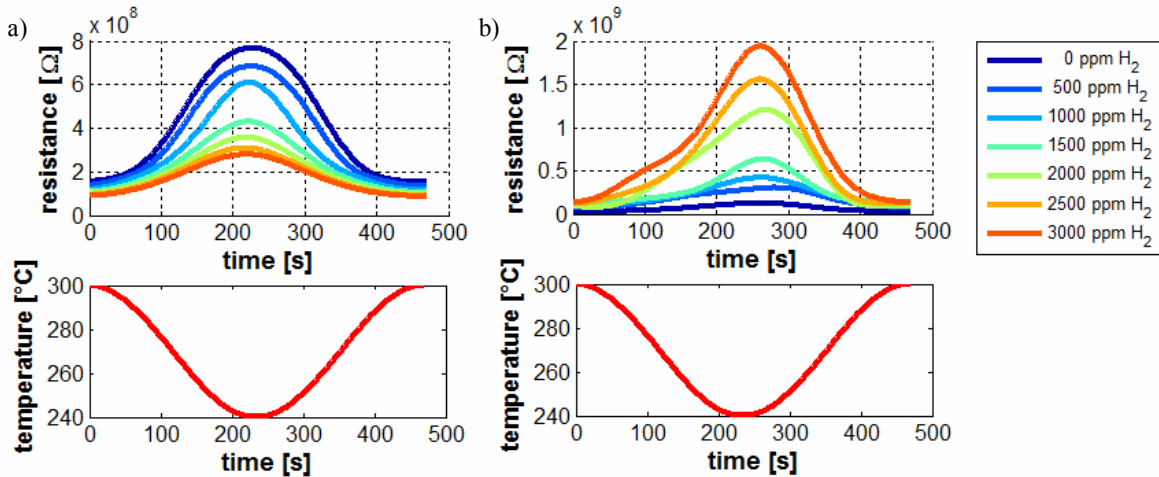 a)
x 10^8
8
6
4
2
0
resistance [Ω]
0 100 200 300 400 500
time [s]
300
280
260
240
temperature [°C]
0 100 200 300 400 500
time [s]
b)
x 10^9
2
1.5
1
0.5
0
resistance [Ω]
0 100 200 300 400 500
time [s]
300
280
260
240
temperature [°C]
0 100 200 300 400 500
time [s]
0 ppm H₂
500 ppm H₂
1000 ppm H₂
1500 ppm H₂
2000 ppm H₂
2500 ppm H₂
3000 ppm H₂